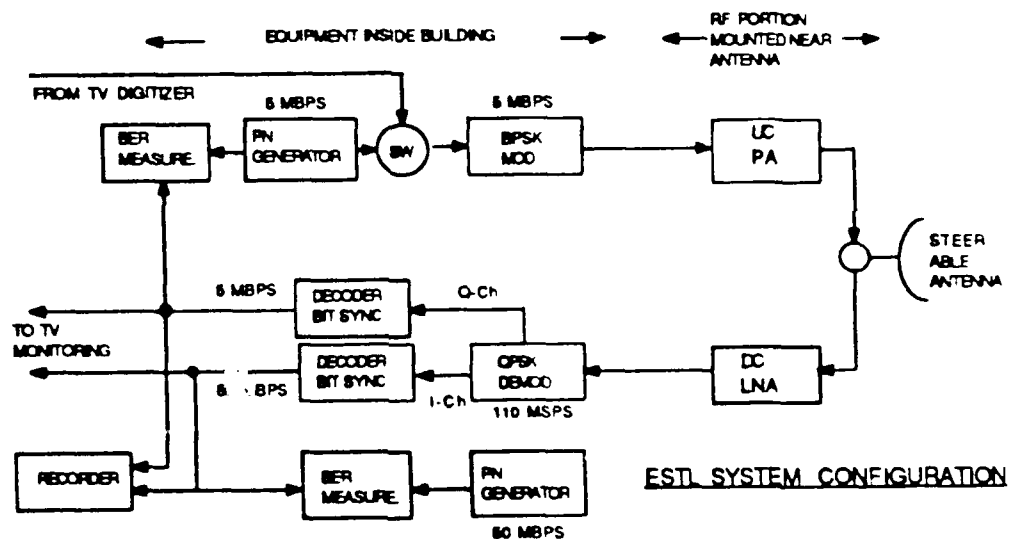 EQUIPMENT INSIDE BUILDING
RF PORTION
MOUNTED NEAR
ANTENNA
FROM TV DIGITIZER
5 MBPS
5 MBPS
BER
MEASURE.
PN
GENERATOR
SW
BPSK
MOD
UC
PA
STEER
ABLE
ANTENNA
5 MBPS
DECODER
BIT SYNC
Q-Ch
TO TV
MONITORING
DECODER
BIT SYNC
QPSK
DEMOD
DC
LNA
BPS
I-Ch
110 MSPS
RECORDER
BER
MEASURE.
PN
GENERATOR
50 MBPS
ESTL SYSTEM CONFIGURATION